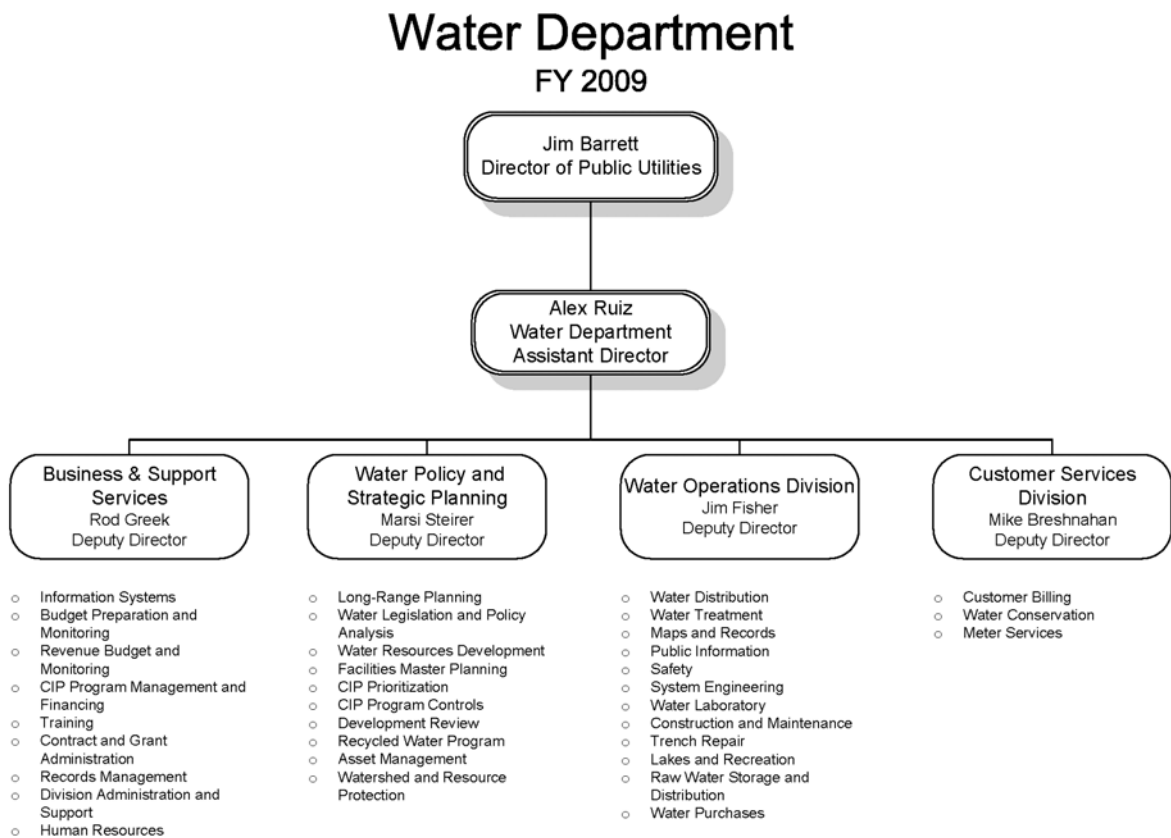 Water Department
FY 2009
Jim Barrett
Director of Public Utilities
Alex Ruiz
Water Department
Assistant Director
Business & Support
Services
Rod Greek
Deputy Director
Water Policy and
Strategic Planning
Marsi Steirer
Deputy Director
Water Operations Division
Jim Fisher
Deputy Director
Customer Services
Division
Mike Breshnahan
Deputy Director
Information Systems
Budget Preparation and
Monitoring
Revenue Budget and
Monitoring
CIP Program Management and
Financing
Training
Contract and Grant
Administration
Records Management
Division Administration and
Support
Human Resources
Long-Range Planning
Water Legislation and Policy
Analysis
Water Resources Development
Facilities Master Planning
CIP Prioritization
CIP Program Controls
Development Review
Recycled Water Program
Asset Management
Watershed and Resource
Protection
Water Distribution
Water Treatment
Maps and Records
Public Information
Safety
System Engineering
Water Laboratory
Construction and Maintenance
Trench Repair
Lakes and Recreation
Raw Water Storage and
Distribution
Water Purchases
Customer Billing
Water Conservation
Meter Services